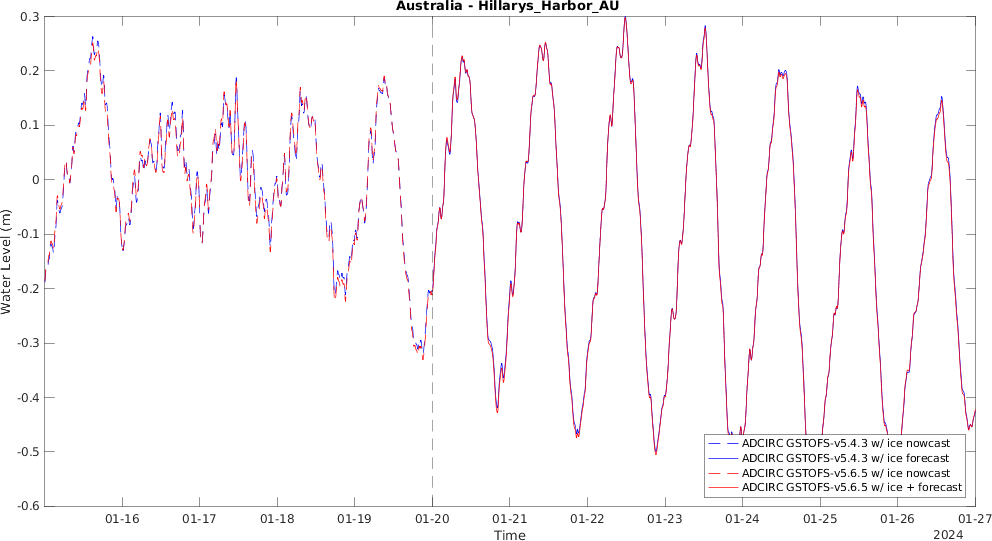 Australia - Hillarys_Harbor_AU
0.3
0.2
0.1
0
-0.1
-0.2
-0.3
-0.4
-0.5
-0.6
Water Level (m)
ADCIRC GSTOFS-v5.4.3 w/ ice nowcast
ADCIRC GSTOFS-v5.4.3 w/ ice forecast
ADCIRC GSTOFS-v5.6.5 w/ ice nowcast
ADCIRC GSTOFS-v5.6.5 w/ ice + forecast
01-16 01-17 01-18 01-19 01-20 01-21 01-22 01-23 01-24 01-25 01-26 01-27
Time
2024